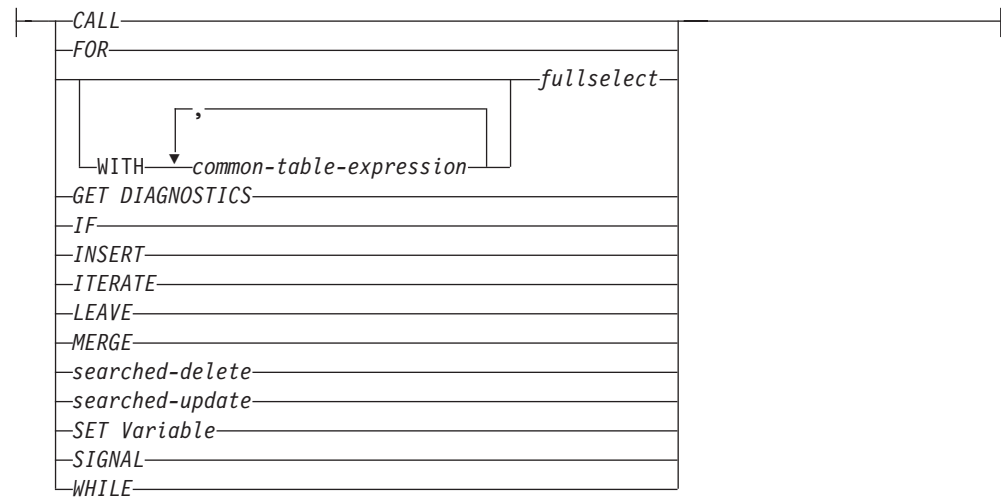 CALL
FOR
fullselect
,
WITH common-table-expression
GET DIAGNOSTICS
IF
INSERT
ITERATE
LEAVE
MERGE
searched-delete
searched-update
SET Variable
SIGNAL
WHILE